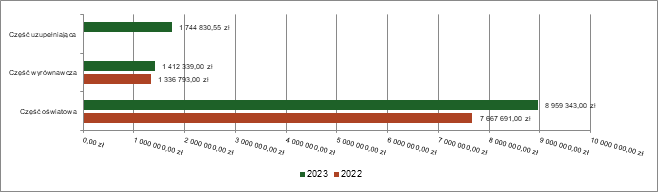 Część uzupełniająca
1 744 830,55 zł
Część wyrównawcza
1 412 339,00 zł
1 336 793,00 zł
Część oświatowa
8 959 343,00 zł
7 667 691,00 zł
0,00 zł
1 000 000,00 zł
2 000 000,00 zł
3 000 000,00 zł
4 000 000,00 zł
5 000 000,00 zł
6 000 000,00 zł
7 000 000,00 zł
8 000 000,00 zł
9 000 000,00 zł
10 000 000,00 zł
2023 2022